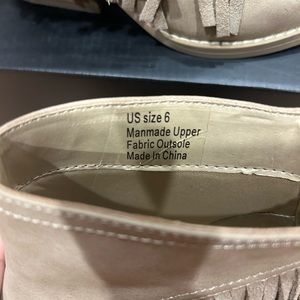 US size 6
Manmade Upper
Fabric Outsole
Made in China